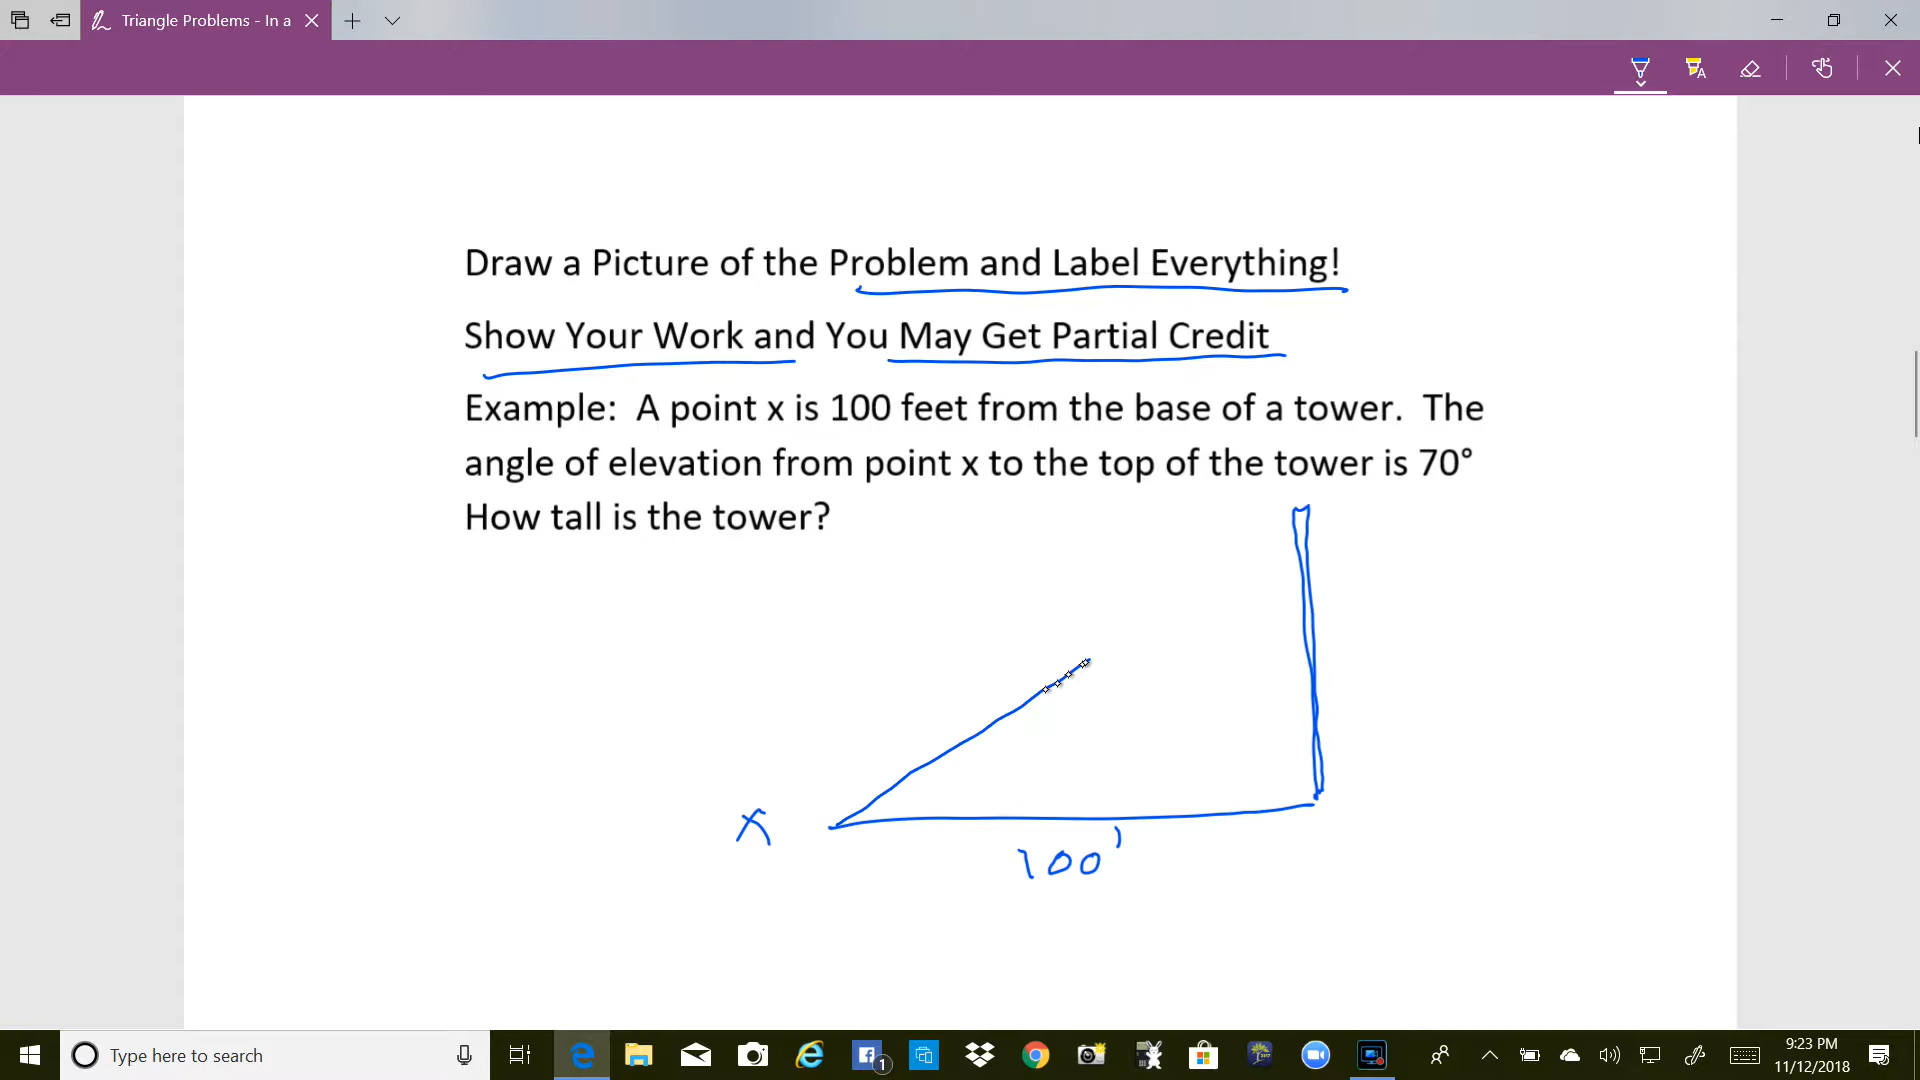 Triangle Problems - In a
Draw a Picture of the Problem and Label Everything!
Show Your Work and You May Get Partial Credit
Example: A point x is 100 feet from the base of a tower. The
angle of elevation from point x to the top of the tower is 70°
How tall is the tower?
x
100'
Type here to search
1
9:23 PM
11/12/2018